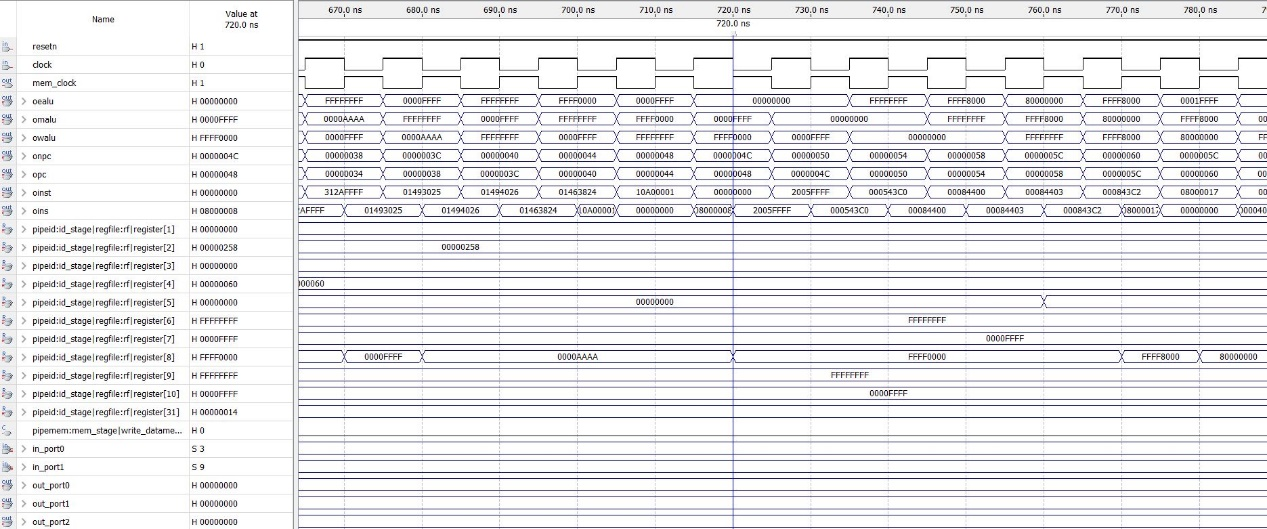 Name Value at 720.0 ns 670.0 ns 680.0 ns 690.0 ns 700.0 ns 710.0 ns 720.0 ns 730.0 ns 740.0 ns 750.0 ns 760.0 ns 770.0 ns 780.0 ns 7
720.0 ns
resetn H 1
clock H 0
mem_clock H 1
oealu H 00000000 FFFFFFFF 0000FFFF FFFFFFFF FFFF0000 0000FFFF 00000000 FFFFFFFF FFFF8000 80000000 FFFF8000 0001FFFF
omalu H 0000FFFF 0000AAAA FFFFFFFF 0000FFFF FFFFFFFF FFFF0000 0000FFFF 00000000 FFFFFFFF FFFF8000 80000000 FFFF8000 00
owalu H FFFF0000 0000FFFF 0000AAAA FFFFFFFF 0000FFFF FFFFFFFF FFFF0000 0000FFFF 00000000 FFFFFFFF FFFF8000 80000000 FF
onpc H 0000004C 00000038 0000003C 00000040 00000044 00000048 0000004C 00000050 00000054 00000058 0000005C 00000060 0000005C 00
opc H 00000048 00000034 00000038 0000003C 00000040 00000044 00000048 0000004C 00000050 00000054 00000058 0000005C 00000060 00
oinst H 00000000 312AFFFF 01493025 01494026 01463824 10A00001 00000000 2005FFFF 000543C0 00084400 00084403 000843C2 08000017 00
oins H 08000008 AFFFF 01493025 01494026 01463824 10A00001 00000000 08000008 2005FFFF 000543C0 00084400 00084403 000843C2 08000017 00000000 000040
pipeid:id_stage|regfile:rf|register[1] H 00000000
pipeid:id_stage|regfile:rf|register[2] H 00000258 00000258
pipeid:id_stage|regfile:rf|register[3] H 00000000
pipeid:id_stage|regfile:rf|register[4] H 00000060 00060
pipeid:id_stage|regfile:rf|register[5] H 00000000 00000000
pipeid:id_stage|regfile:rf|register[6] H FFFFFFFF FFFFFFFF
pipeid:id_stage|regfile:rf|register[7] H 0000FFFF 0000FFFF
pipeid:id_stage|regfile:rf|register[8] H FFFF0000 0000FFFF 0000AAAA FFFF0000 FFFF8000 80000000
pipeid:id_stage|regfile:rf|register[9] H FFFFFFFF FFFFFFFF
pipeid:id_stage|regfile:rf|register[10] H 0000FFFF 0000FFFF
pipeid:id_stage|regfile:rf|register[31] H 00000014
pipemem:mem_stage|write_datame... H 0
in_port0 S 3
in_port1 S 9
out_port0 H 00000000
out_port1 H 00000000
out_port2 H 00000000